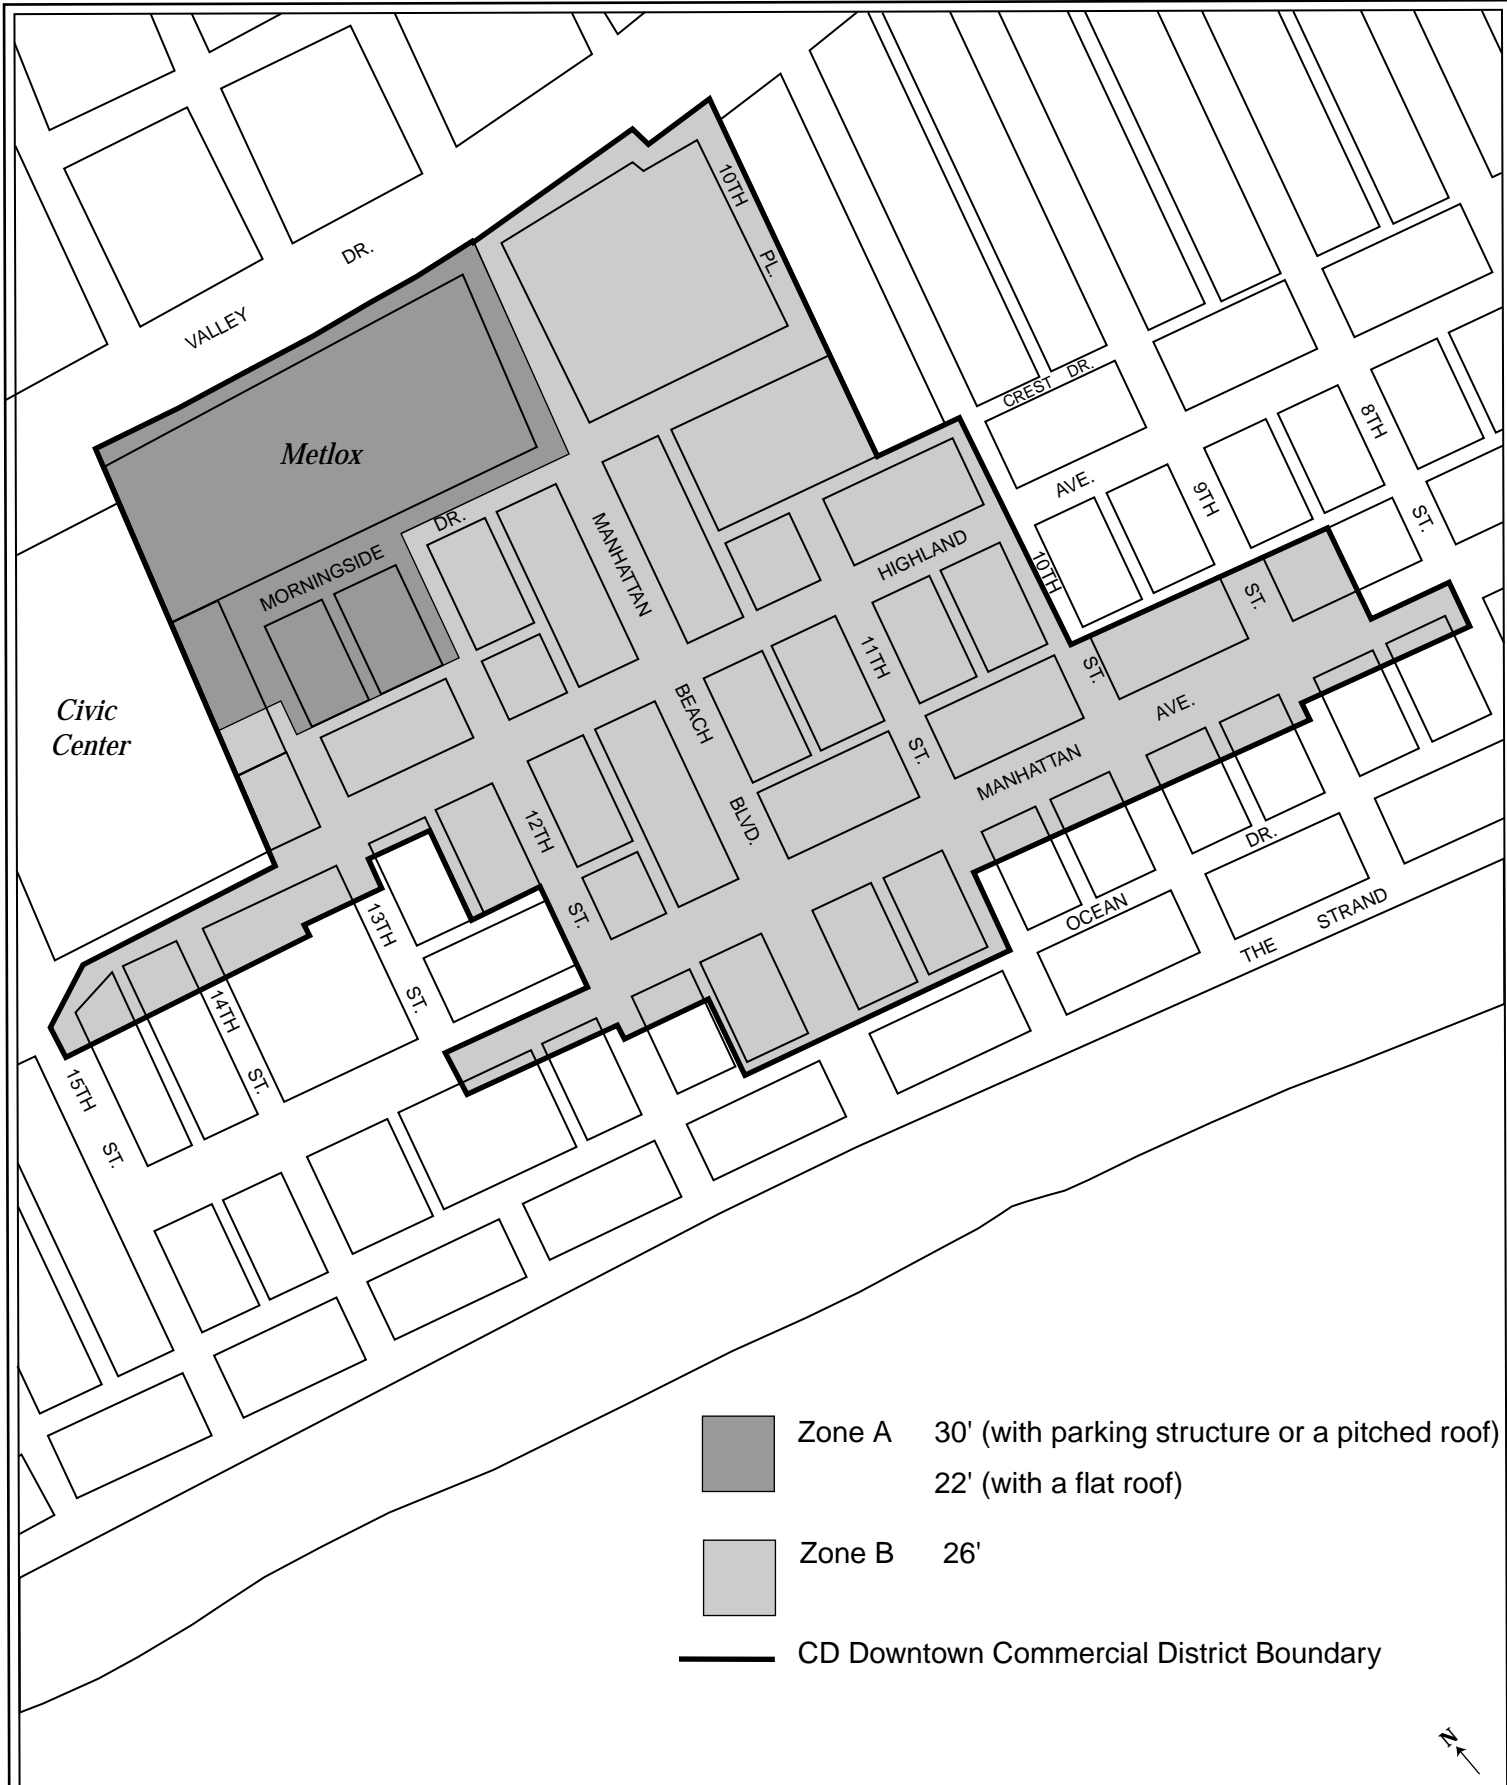 10TH
PL.
DR.
VALLEY
CREST DR.
Metlox
8TH
AVE.
9TH
ST.
DR.
MANHATTAN
MORNINGSIDE
HIGHLAND
10TH
ST.
11TH
ST.
Civic
Center
BEACH
AVE.
ST.
MANHATTAN
12TH
BLVD.
DR.
ST.
13TH
OCEAN
STRAND
THE
14TH
ST.
15TH
ST.
ST.
Zone A 30' (with parking structure or a pitched roof)
22' (with a flat roof)
Zone B 26'
CD Downtown Commercial District Boundary
N